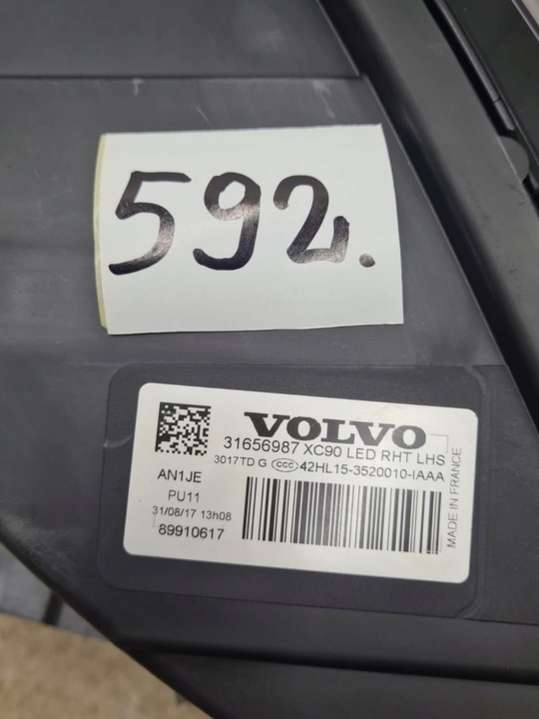 592.
VOLVO
31656987 XC90 LED RHT LHS
3017TD G CCC 42HL15-3520010-IAAA
AN1JE
PU11
31/08/17 13h08
89910617
MADE IN FRANCE